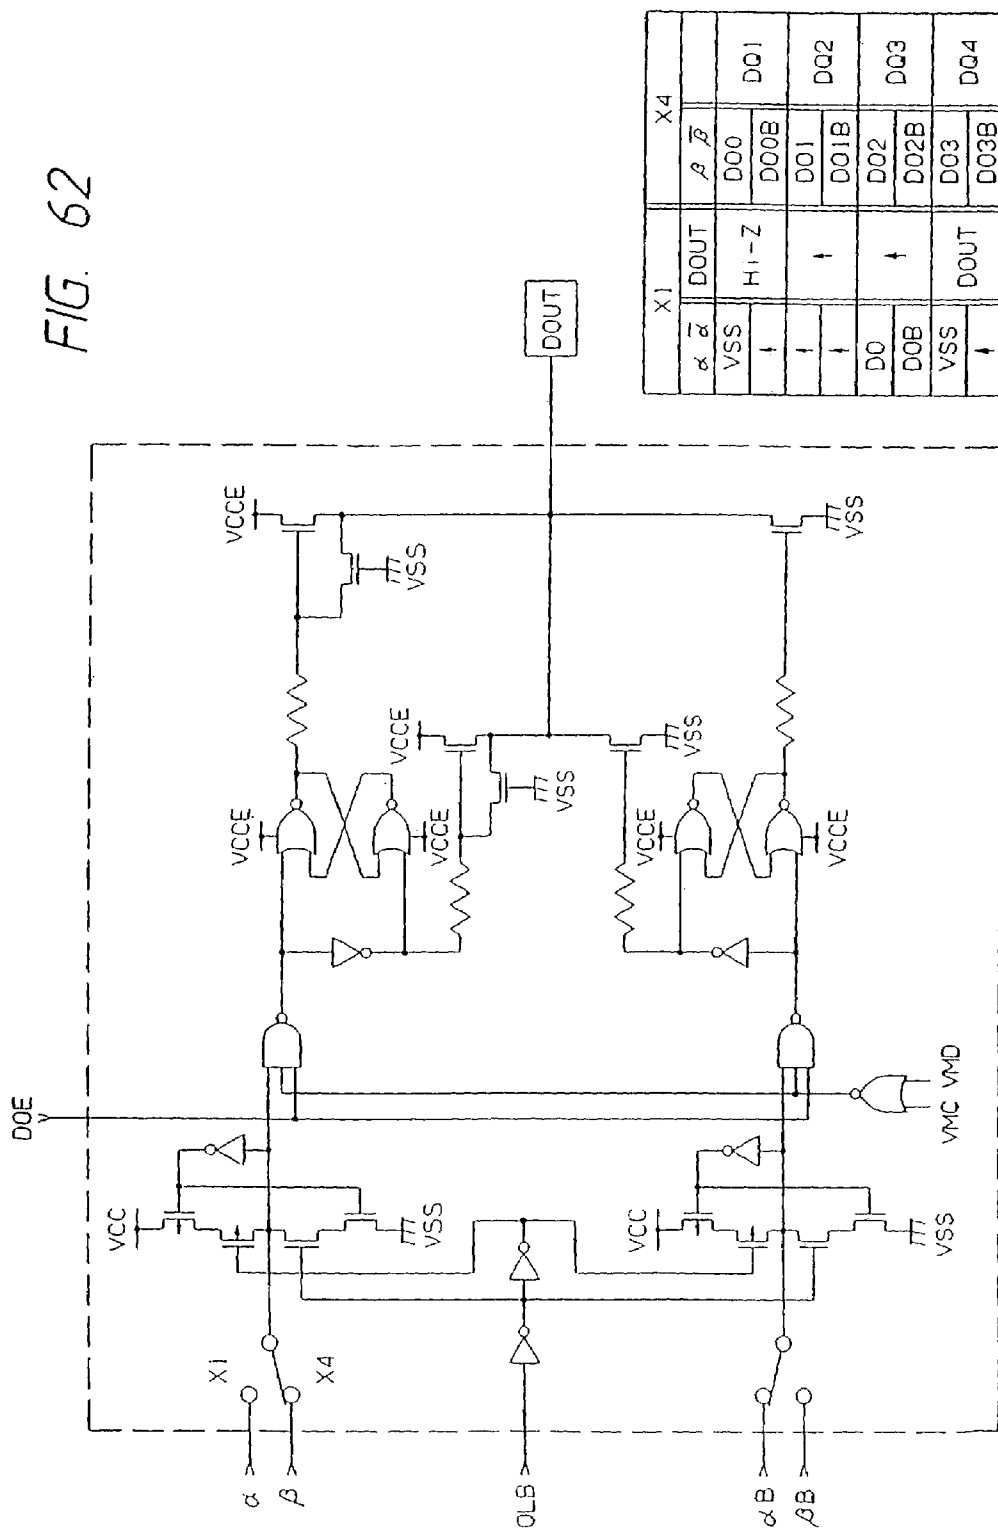 FIG. 62
DOE
VCC
VSS
X1
X4
α
β
OLB
αB
βB
VCC
VSS
VMC VMD
VCCE
VCCE
VCCE
VSS
VCCE
VSS
VSS
VCCE
VCCE
VSS
DOUT
X1 X4
α ᾱ DOUT β β̄
VSS Hi-Z DO0 DQ1
↑ DO0B
↑ ↑ DO1 DQ2
↑ DO1B
DO ↑ DO2 DQ3
DOB DO2B
VSS DOUT DO3 DQ4
↑ DO3B